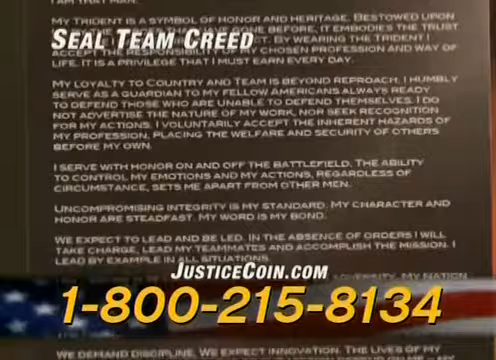 I AM THAT MAN.
MY TRIDENT IS A SYMBOL OF HONOR AND HERITAGE. BESTOWED UPON
BEFORE, IT EMBODIES THE TRUST
SEAL TEAM CREED
BY WEARING THE TRIDENT I
ACCEPT THE RESPONSIBILITY OF MY CHOSEN PROFESSION AND WAY OF
LIFE. IT IS A PRIVILEGE THAT I MUST EARN EVERY DAY.
MY LOYALTY TO COUNTRY AND TEAM IS BEYOND REPROACH. I HUMBLY
SERVE AS A GUARDIAN TO MY FELLOW AMERICANS ALWAYS READY
TO DEFEND THOSE WHO ARE UNABLE TO DEFEND THEMSELVES. I DO
NOT ADVERTISE THE NATURE OF MY WORK, NOR SEEK RECOGNITION
FOR MY ACTIONS. I VOLUNTARILY ACCEPT THE INHERENT HAZARDS OF
MY PROFESSION, PLACING THE WELFARE AND SECURITY OF OTHERS
BEFORE MY OWN.
I SERVE WITH HONOR ON AND OFF THE BATTLEFIELD. THE ABILITY
TO CONTROL MY EMOTIONS AND MY ACTIONS, REGARDLESS OF
CIRCUMSTANCE, SETS ME APART FROM OTHER MEN.
UNCOMPROMISING INTEGRITY IS MY STANDARD. MY CHARACTER AND
HONOR ARE STEADFAST. MY WORD IS MY BOND.
WE EXPECT TO LEAD AND BE LED. IN THE ABSENCE OF ORDERS I WILL
TAKE CHARGE, LEAD MY TEAMMATES AND ACCOMPLISH THE MISSION. I
LEAD BY EXAMPLE IN ALL SITUATIONS.
JUSTICECOIN.COM
ADVERSITY. MY NATION
1-800-215-8134
WE DEMAND DISCIPLINE. WE EXPECT INNOVATION. THE LIVES OF MY